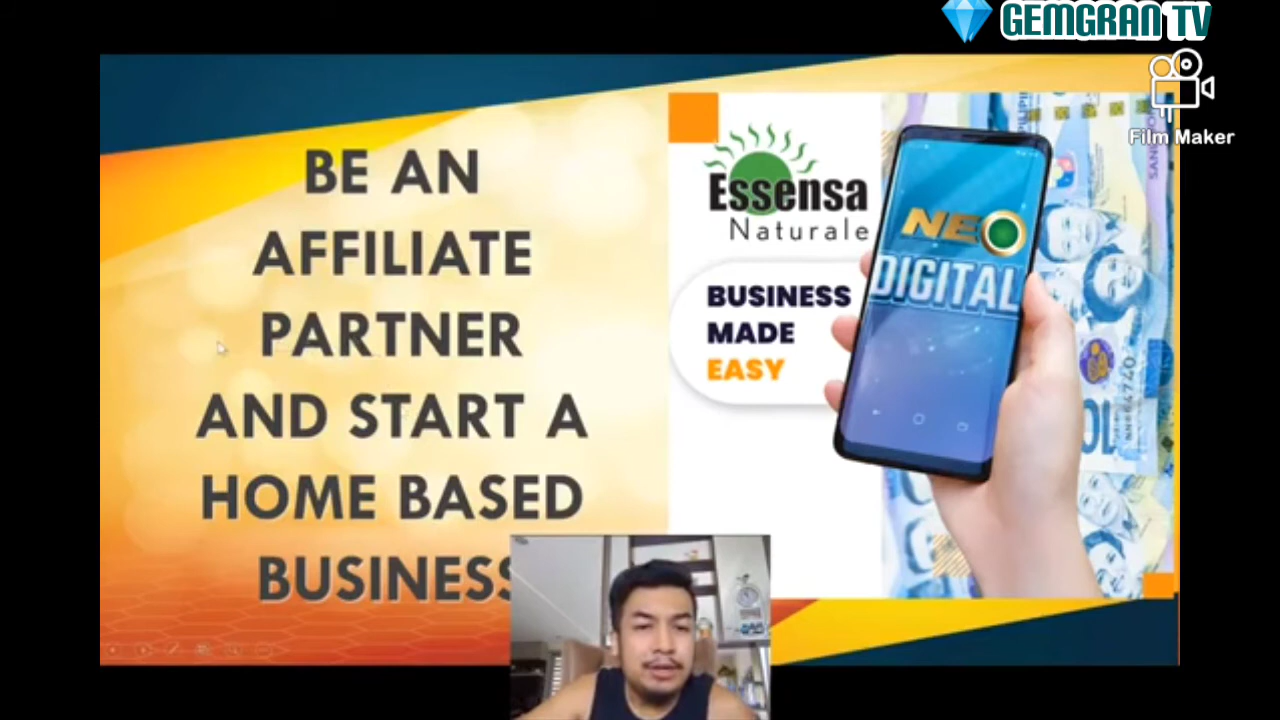 GEMGRAN TV
Film Maker
BE AN
AFFILIATE
PARTNER
AND START A
HOME BASED
BUSINESS
Essensa
Naturale
BUSINESS
MADE
EASY
NEO
DIGITAL